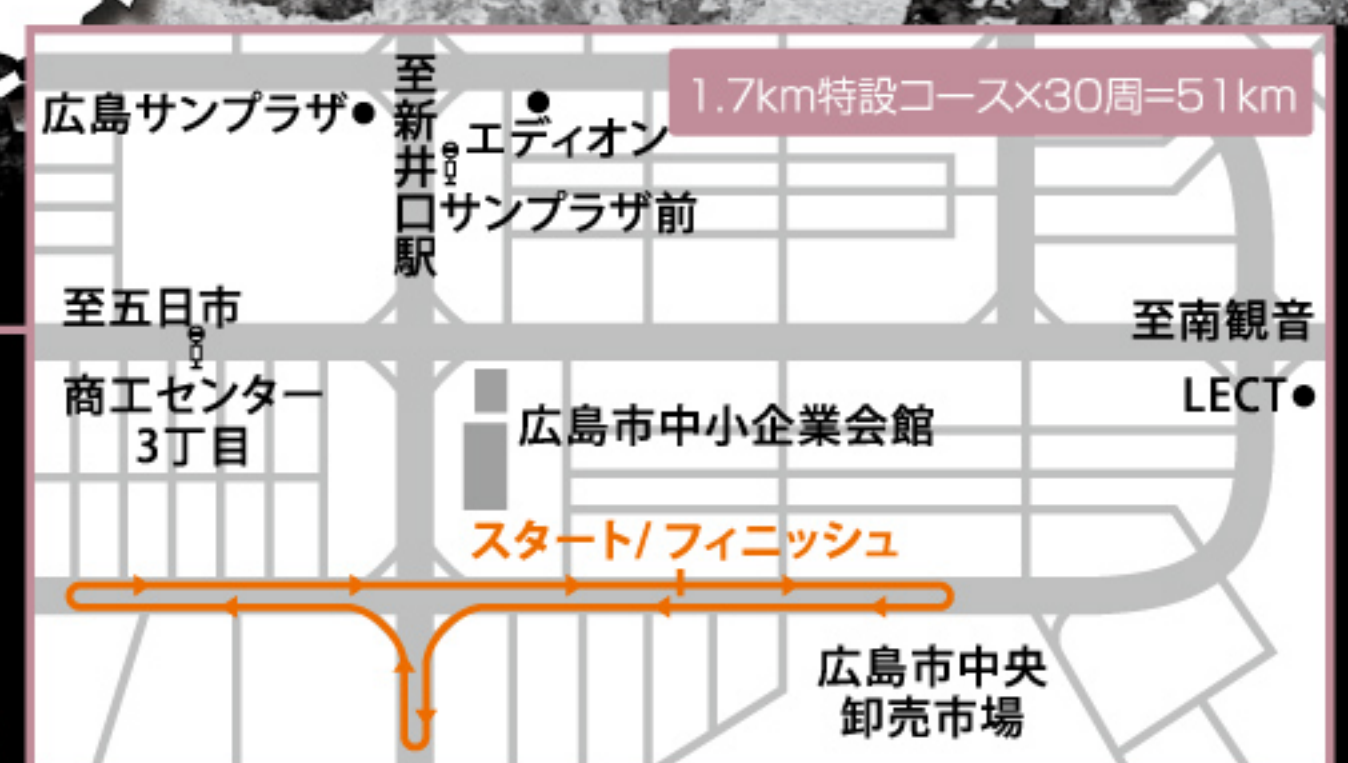 1.7km特設コース×30周=51km
広島サンプラザ
至新井口駅
エディオン
サンプラザ前
至五日市
至南観音
商工センター
3丁目
LECT
広島市中小企業会館
スタート/フィニッシュ
広島市中央
卸売市場